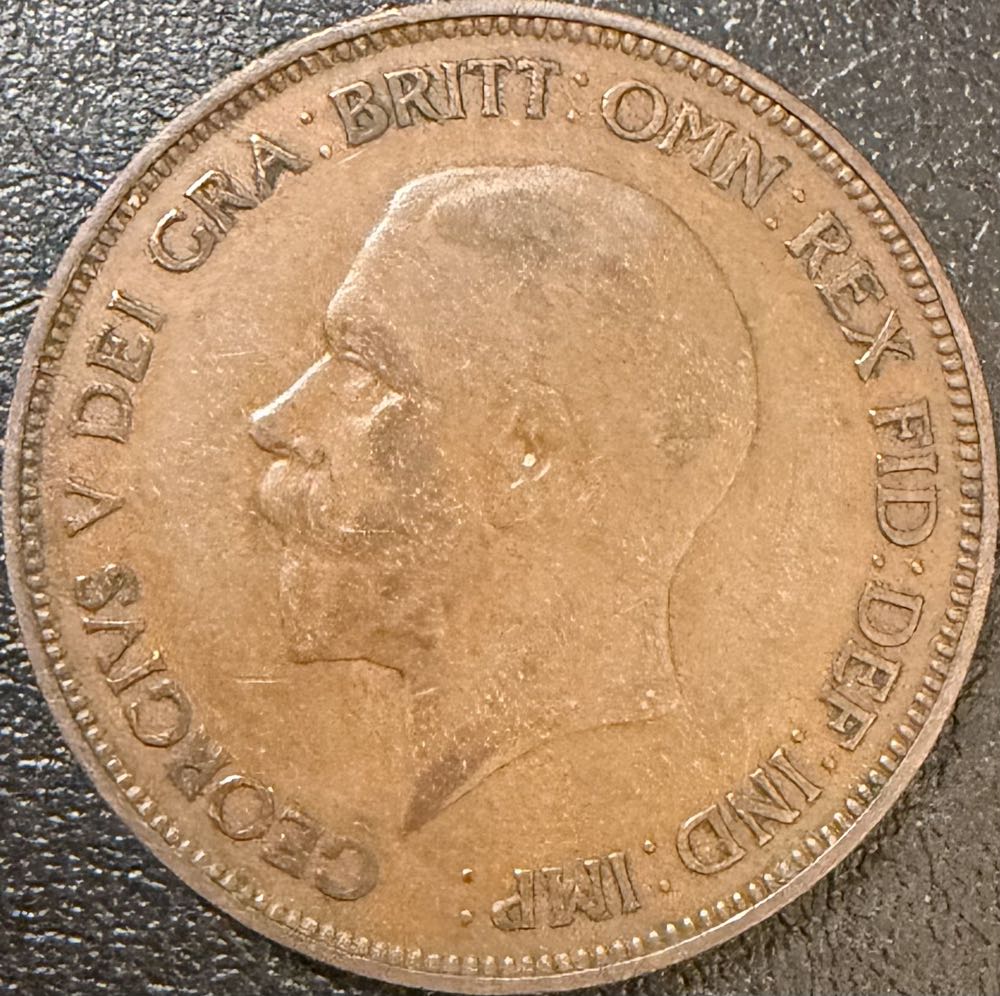 GEORGIVS V DEI GRA: BRITT: OMN: REX FID: DEF: IND: IMP: